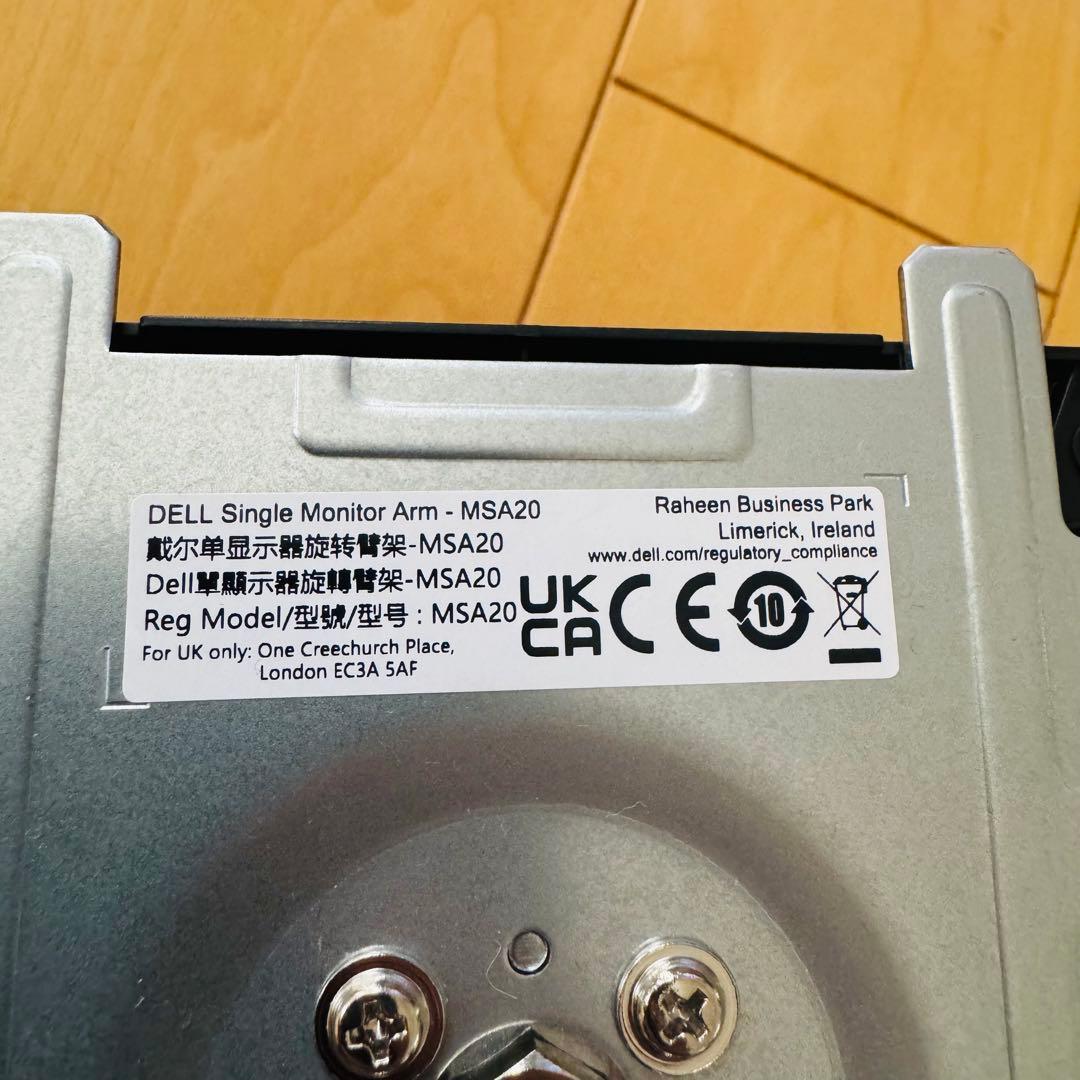 DELL Single Monitor Arm - MSA20
戴尔单显示器旋转臂架-MSA20
Dell單顯示器旋轉臂架-MSA20
Reg Model/型號/型号 : MSA20
For UK only: One Creechurch Place,
London EC3A 5AF
Raheen Business Park
Limerick, Ireland
www.dell.com/regulatory_compliance
UK
CA
CE
10